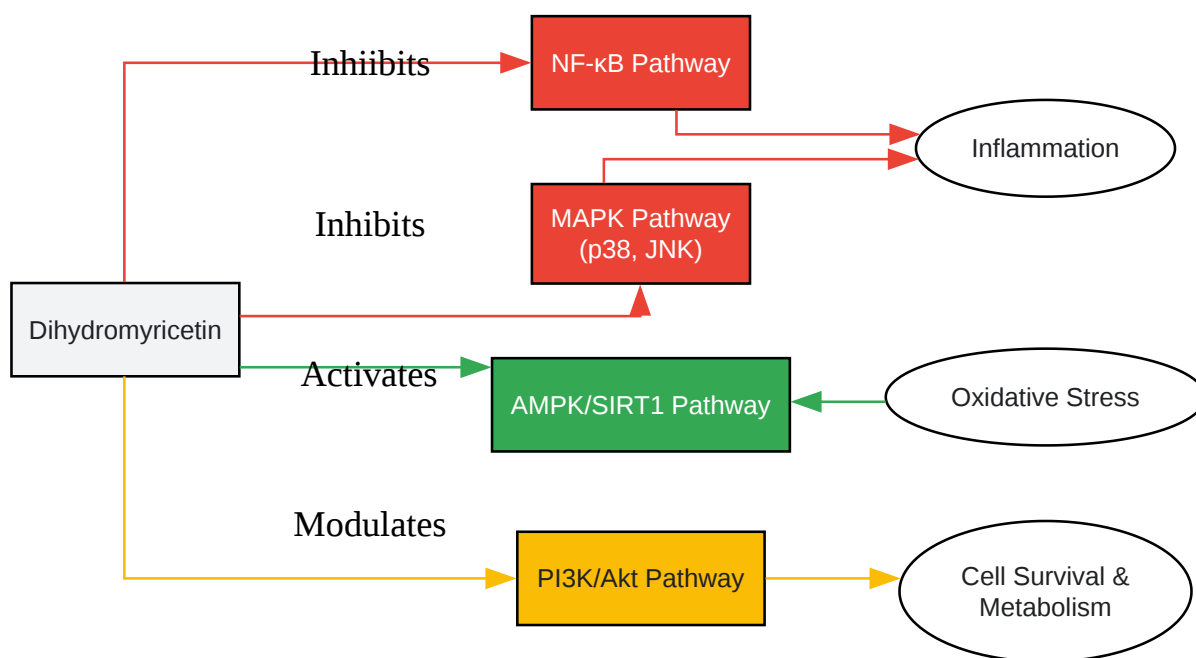 Inhiibits
NF-κB Pathway
Inflammation
Inhibits
MAPK Pathway
(p38, JNK)
Dihydromyricetin
Activates
AMPK/SIRT1 Pathway
Oxidative Stress
Modulates
PI3K/Akt Pathway
Cell Survival &
Metabolism